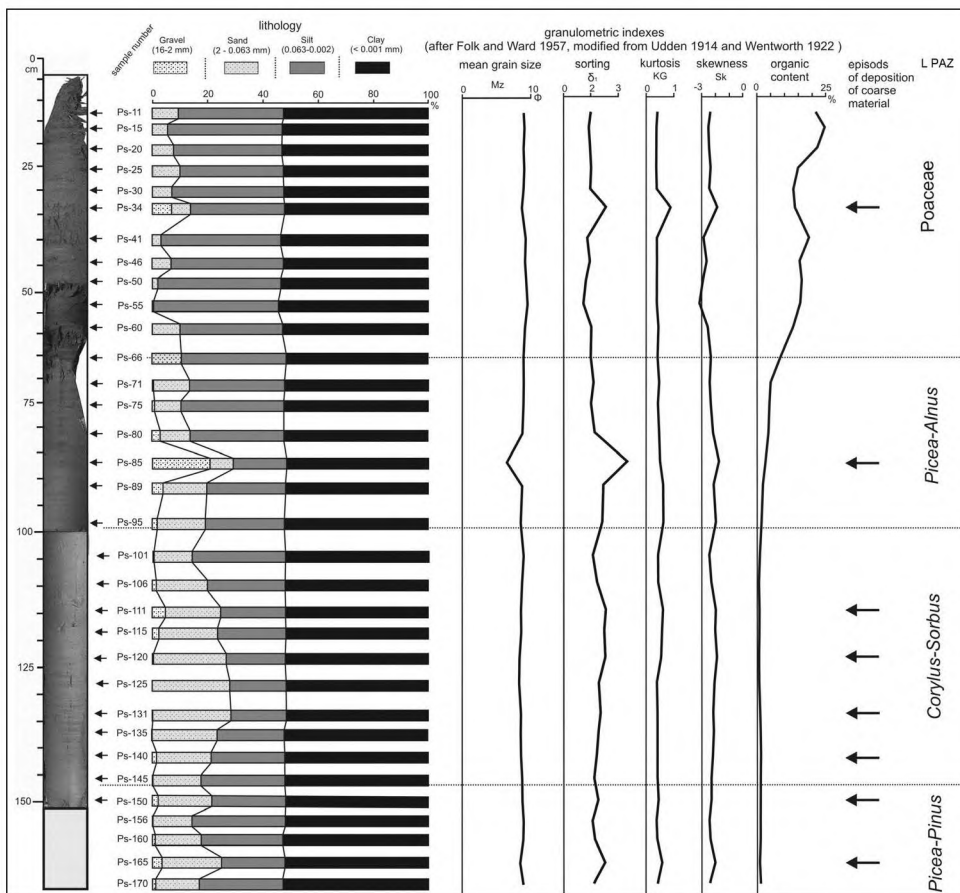 lithology
sample number
Gravel
(16-2 mm)
Sand
(2 - 0.063 mm)
Silt
(0.063-0.002)
Clay
(< 0.001 mm)
granulometric indexes
(after Folk and Ward 1957, modified from Udden 1914 and Wentworth 1922 )
mean grain size
Mz
sorting
δ₁
kurtosis
KG
skewness
Sk
organic
content
episodes
of deposition
of coarse
material
L PAZ
0
cm
25
50
75
100
125
150
0 20 40 60 80 100
%
0 10
Φ
2 3
0 1
-3 0
0 25
%
Ps-11
Ps-15
Ps-20
Ps-25
Ps-30
Ps-34
Ps-41
Ps-46
Ps-50
Ps-55
Ps-60
Ps-66
Ps-71
Ps-75
Ps-80
Ps-85
Ps-89
Ps-95
Ps-101
Ps-106
Ps-111
Ps-115
Ps-120
Ps-125
Ps-131
Ps-135
Ps-140
Ps-145
Ps-150
Ps-156
Ps-160
Ps-165
Ps-170
Poaceae
Picea-Alnus
Corylus-Sorbus
Picea-Pinus